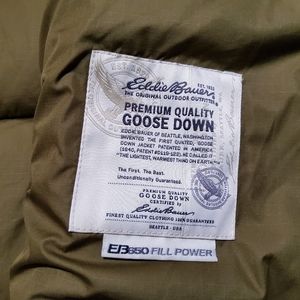 Eddie Bauer
EST. 1920
THE ORIGINAL OUTDOOR OUTFITTER
PREMIUM QUALITY
GOOSE DOWN
EDDIE BAUER OF SEATTLE, WASHINGTON
INVENTED THE FIRST QUILTED, GOOSE
DOWN JACKET IN AMERICA
(1940, PATENT #D119-122) CALLED
"THE LIGHTEST, WARMEST THING ON EARTH"
The First. The Best.
Unconditionally Guaranteed.
PREMIUM QUALITY
GOOSE DOWN
CERTIFIED BY
Eddie Bauer
FINEST QUALITY CLOTHING 100% GUARANTEED
SEATTLE · USA
EB650 FILL POWER